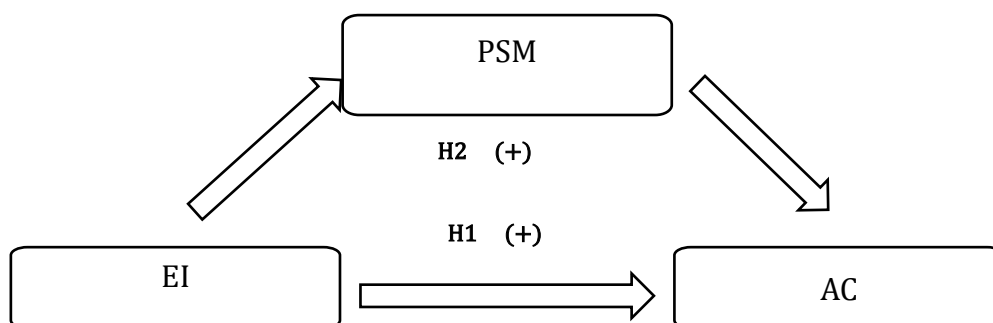 PSM
H2 (+)
H1 (+)
EI
AC